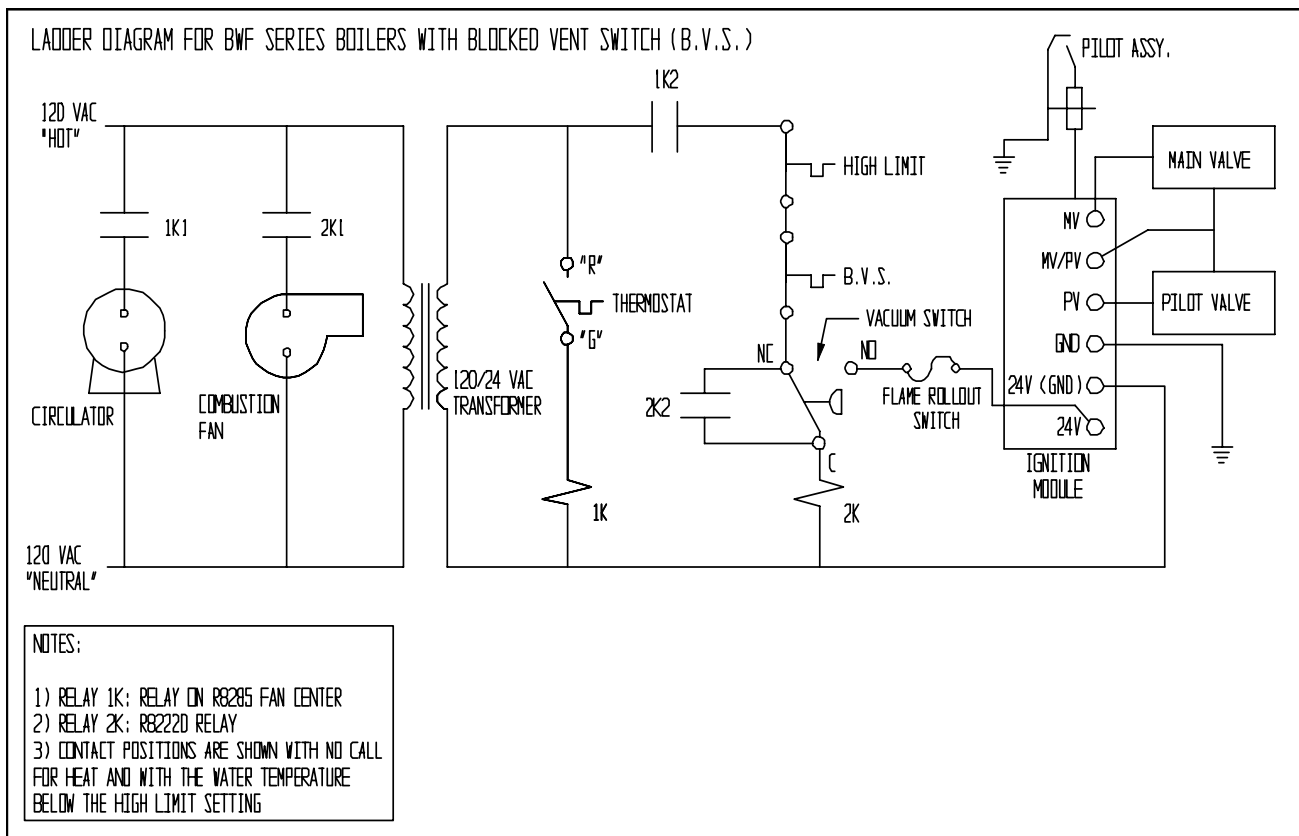 LADDER DIAGRAM FOR BWF SERIES BOILERS WITH BLOCKED VENT SWITCH (B.V.S.)
PILOT ASSY.
1K2
120 VAC
"HOT"
MAIN VALVE
HIGH LIMIT
1K1
2K1
MV
MV/PV
"R"
B.V.S.
THERMOSTAT
PV
PILOT VALVE
VACUUM SWITCH
"G"
NC
NO
GND
120/24 VAC
TRANSFORMER
24V (GND)
CIRCULATOR
COMBUSTION
FAN
2K2
FLAME ROLLOUT
SWITCH
24V
C
IGNITION
MODULE
1K
2K
120 VAC
"NEUTRAL"
NOTES:
1) RELAY 1K: RELAY ON R8285 FAN CENTER
2) RELAY 2K: R8222D RELAY
3) CONTACT POSITIONS ARE SHOWN WITH NO CALL
FOR HEAT AND WITH THE WATER TEMPERATURE
BELOW THE HIGH LIMIT SETTING